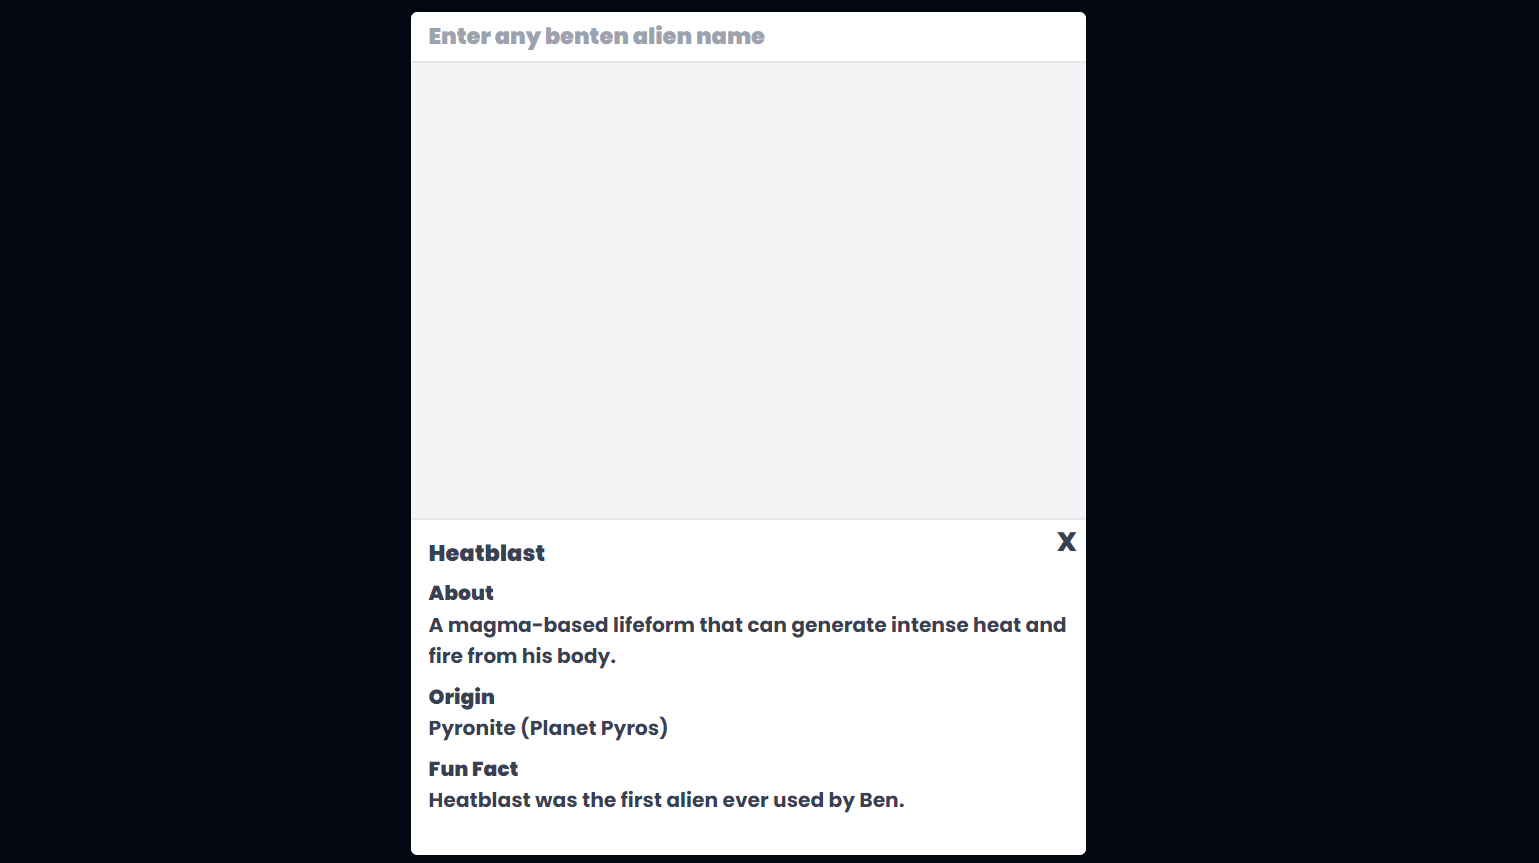 Enter any benten alien name
X
Heatblast
About
A magma-based lifeform that can generate intense heat and
fire from his body.
Origin
Pyronite (Planet Pyros)
Fun Fact
Heatblast was the first alien ever used by Ben.